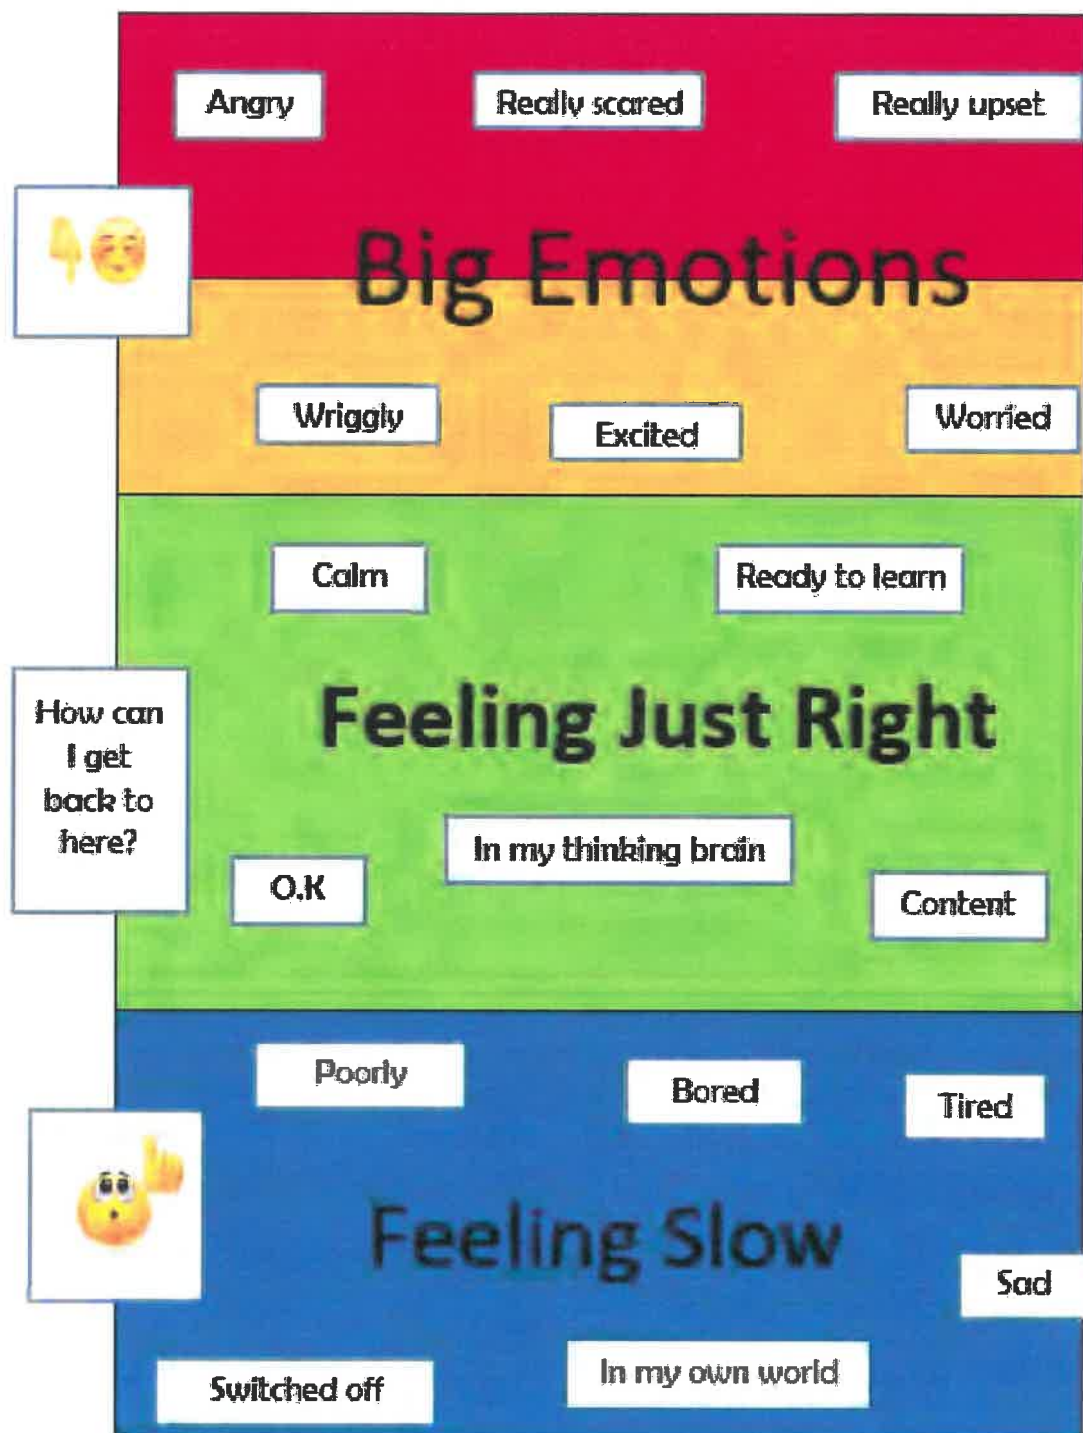 Angry
Really scared
Really upset
Big Emotions
Wriggly
Excited
Worried
Calm
Ready to learn
How can
I get
back to
here?
Feeling Just Right
In my thinking brain
O.K
Content
Poorly
Bored
Tired
Feeling Slow
Sad
Switched off
In my own world